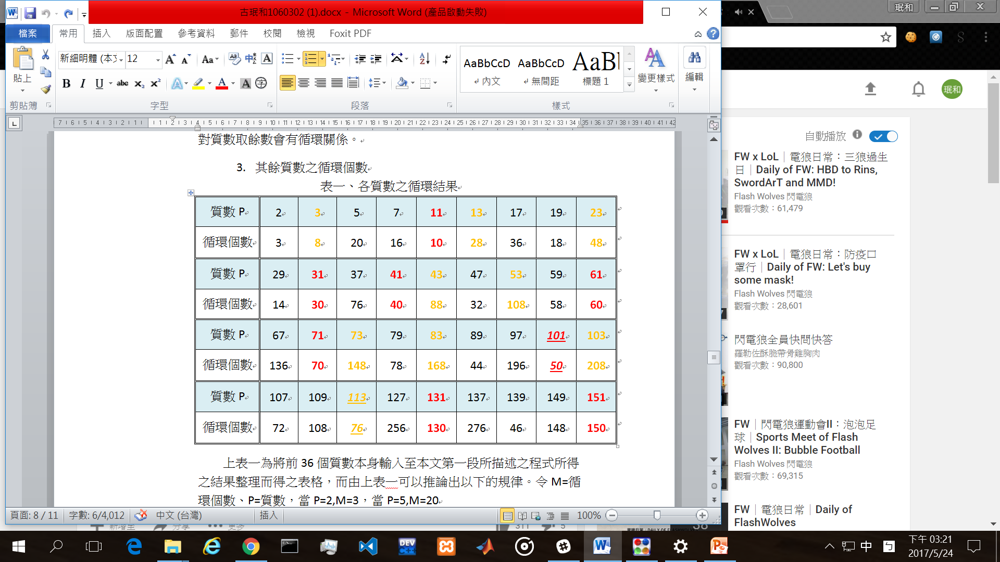 古珉和1060302 (1).docx - Microsoft Word (產品啟動失敗)
珉和
檔案 常用 插入 版面配置 參考資料 郵件 校閱 檢視 Foxit PDF
新細明體 (本文 12
貼上
AaBbCcD AaBbCcD AaBl
內文 無間距 標題 1
變更樣式 編輯
剪貼簿 字型 段落 樣式
珉和
對質數取餘數會有循環關係。
3. 其餘質數之循環個數
表一、各質數之循環結果
質數 P 2 3 5 7 11 13 17 19 23
循環個數 3 8 20 16 10 28 36 18 48
質數 P 29 31 37 41 43 47 53 59 61
循環個數 14 30 76 40 88 32 108 58 60
質數 P 67 71 73 79 83 89 97 101 103
循環個數 136 70 148 78 168 44 196 50 208
質數 P 107 109 113 127 131 137 139 149 151
循環個數 72 108 76 256 130 276 46 148 150
上表一為將前 36 個質數本身輸入至本文第一段所描述之程式所得
之結果整理而得之表格，而由上表一可以推論出以下的規律。令 M=循
環個數、P=質數，當 P=2,M=3，當 P=5,M=20
頁面: 8 / 11 字數: 6/4,012 中文 (台灣) 插入 100%
自動播放
FW x LoL｜電狼日常：三狼過生
日｜Daily of FW: HBD to Rins,
SwordArT and MMD!
Flash Wolves 閃電狼
觀看次數：61,479
FW x LoL｜電狼日常：防疫口
罩行｜Daily of FW: Let's buy
some mask!
Flash Wolves 閃電狼
觀看次數：28,601
閃電狼全員快問快答
羅勒佐酥脆帶骨雞胸肉
觀看次數：90,800
FW｜閃電狼運動會II：泡泡足
球｜Sports Meet of Flash
Wolves II: Bubble Football
Flash Wolves 閃電狼
觀看次數：69,315
FW｜電狼日常｜Daily of
FlashWolves
新增至 分享 更多 311 5
DEV C++
中
下午 03:21
2017/5/24